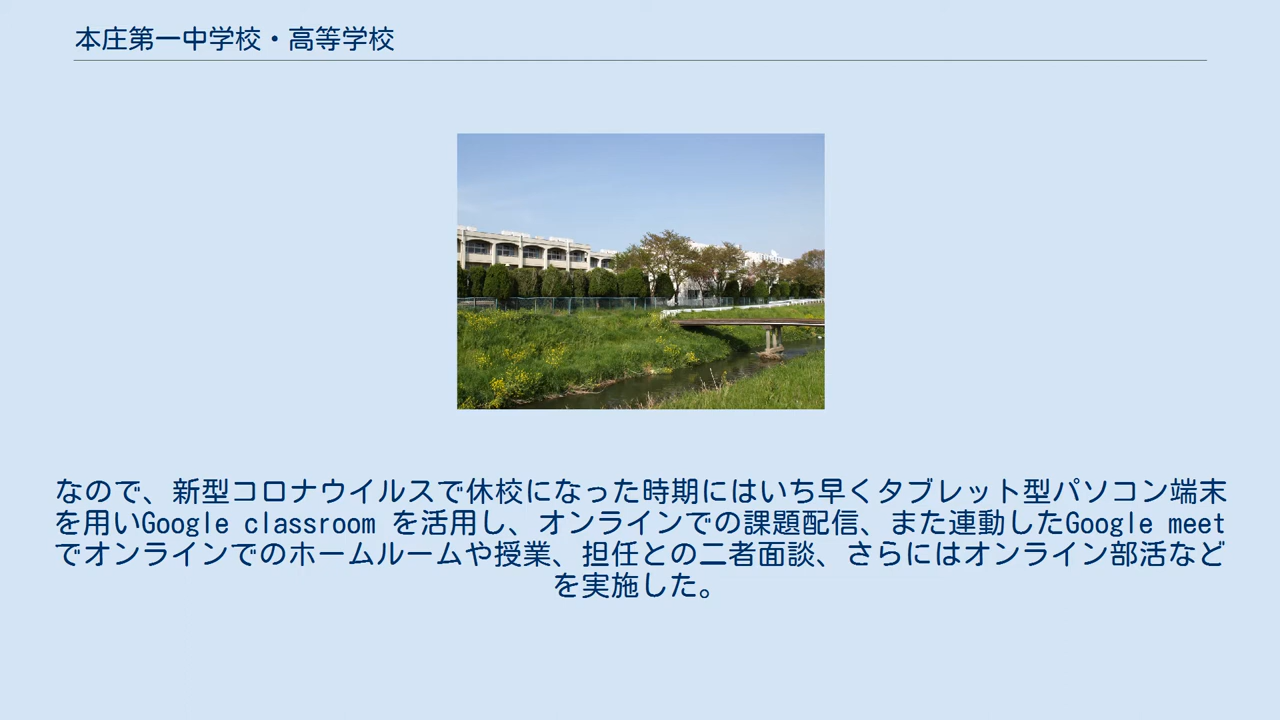 本庄第一中学校・高等学校
なので、新型コロナウイルスで休校になった時期にはいち早くタブレット型パソコン端末
を用いGoogle classroom を活用し、オンラインでの課題配信、また連動したGoogle meet
でオンラインでのホームルームや授業、担任との二者面談、さらにはオンライン部活など
を実施した。